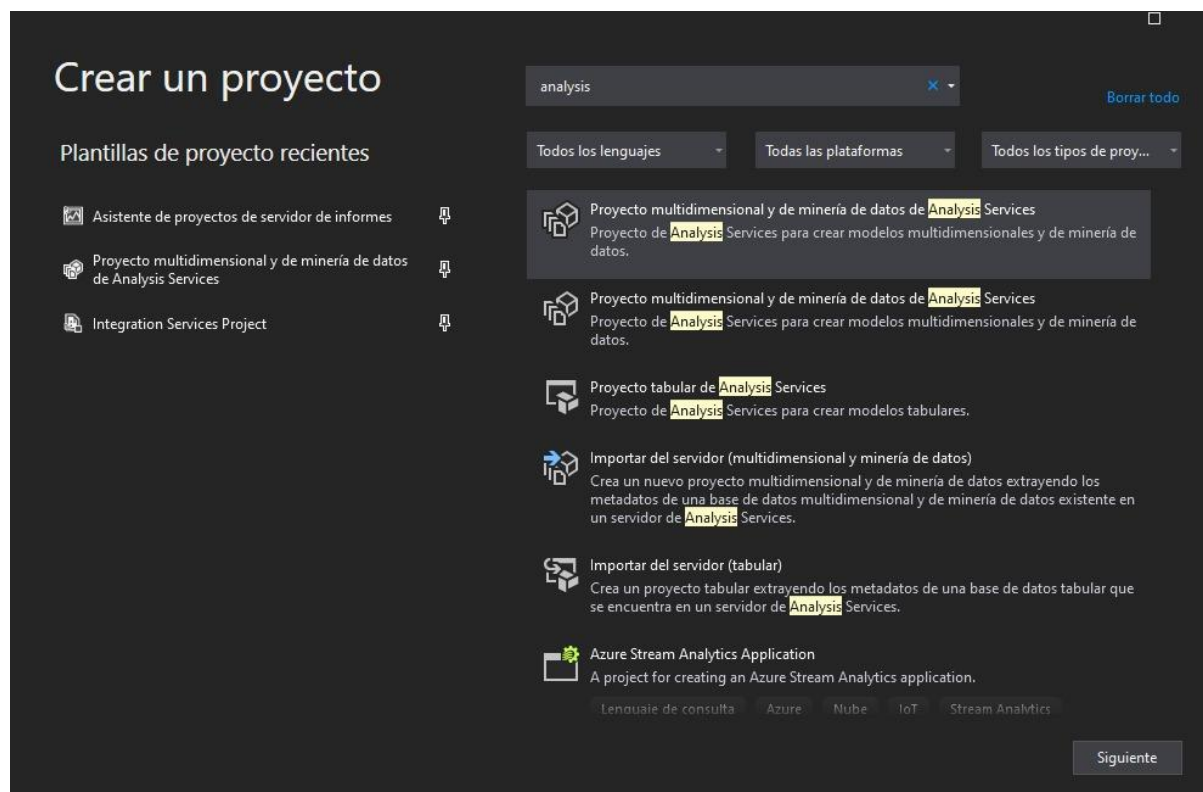 Crear un proyecto
Plantillas de proyecto recientes
Asistente de proyectos de servidor de informes
Proyecto multidimensional y de minería de datos
de Analysis Services
Integration Services Project
analysis
Borrar todo
Todos los lenguajes
Todas las plataformas
Todos los tipos de proy...
Proyecto multidimensional y de minería de datos de Analysis Services
Proyecto de Analysis Services para crear modelos multidimensionales y de minería de
datos.
Proyecto multidimensional y de minería de datos de Analysis Services
Proyecto de Analysis Services para crear modelos multidimensionales y de minería de
datos.
Proyecto tabular de Analysis Services
Proyecto de Analysis Services para crear modelos tabulares.
Importar del servidor (multidimensional y minería de datos)
Crea un nuevo proyecto multidimensional y de minería de datos extrayendo los
metadatos de una base de datos multidimensional y de minería de datos existente en
un servidor de Analysis Services.
Importar del servidor (tabular)
Crea un proyecto tabular extrayendo los metadatos de una base de datos tabular que
se encuentra en un servidor de Analysis Services.
Azure Stream Analytics Application
A project for creating an Azure Stream Analytics application.
Lenguaje de consulta Azure Nube IoT Stream Analytics
Siguiente